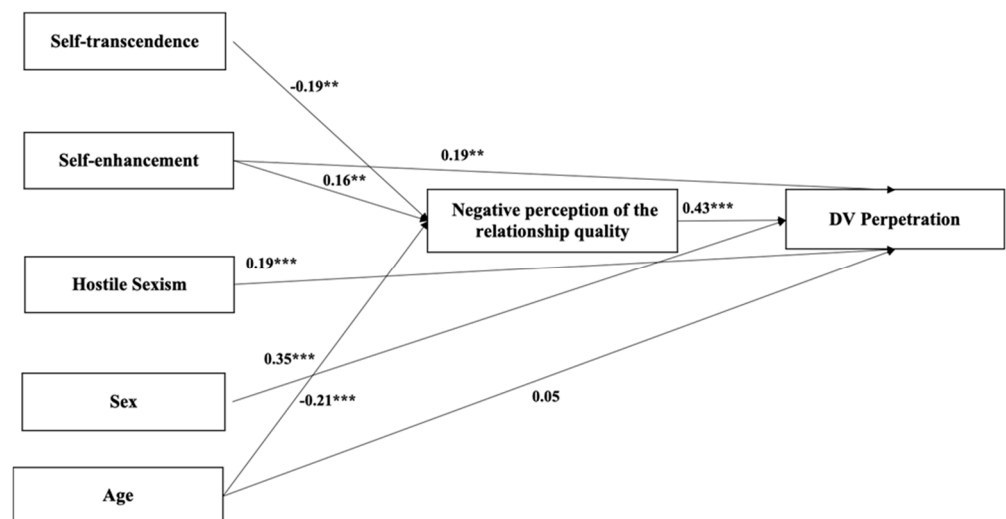 Self-transcendence
-0.19**
Self-enhancement
0.19**
0.16**
Negative perception of the
relationship quality
0.43***
DV Perpetration
Hostile Sexism
0.19***
Sex
0.35***
-0.21***
0.05
Age